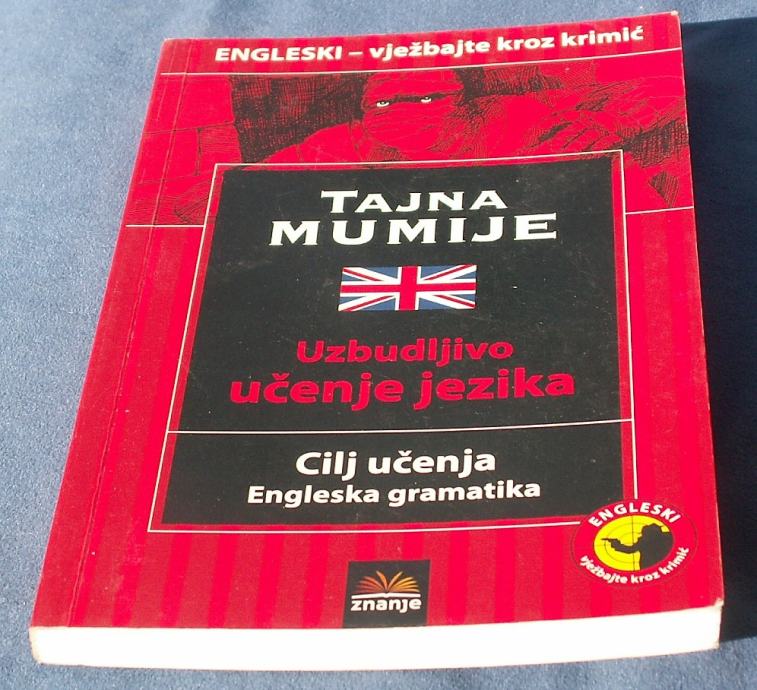 ENGLESKI – vježbajte kroz krimić
TAJNA
MUMIJE
Uzbudljivo
učenje jezika
Cilj učenja
Engleska gramatika
ENGLESKI
vježbajte kroz krimić
znanje